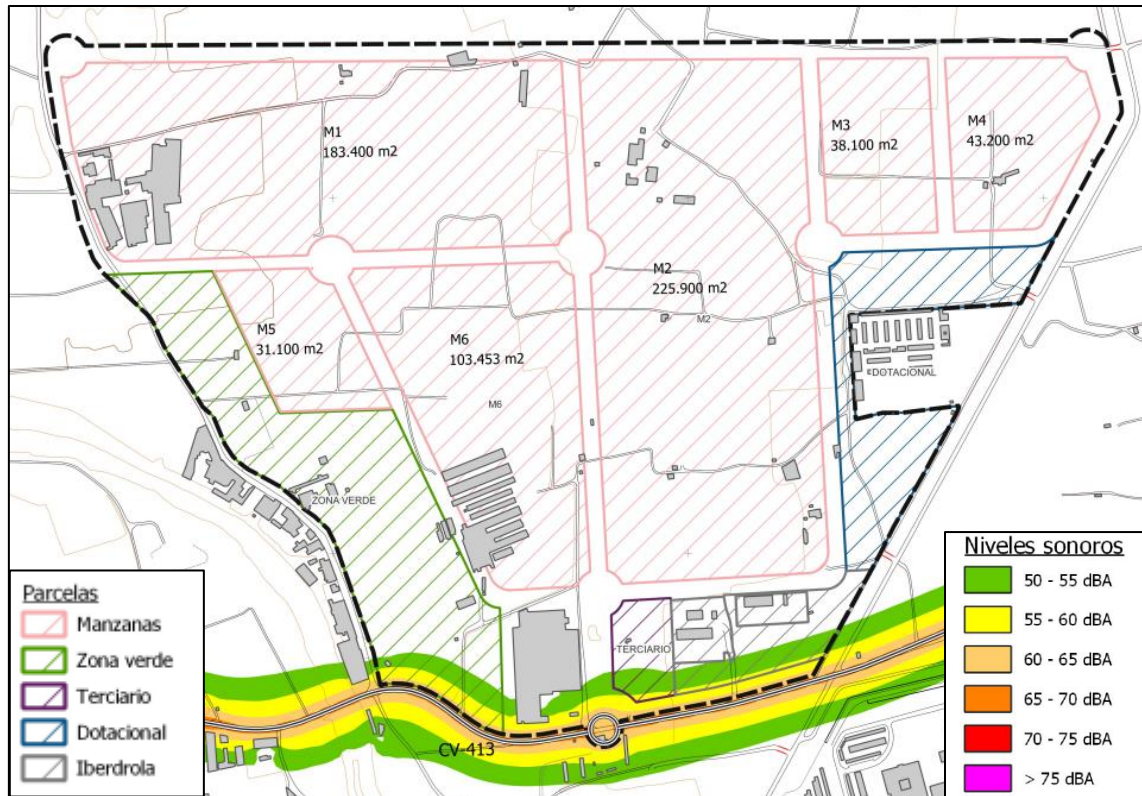 M1
183.400 m2
M3
38.100 m2
M4
43.200 m2
M2
225.900 m2
M2
M5
31.100 m2
M6
103.453 m2
M6
DOTACIONAL
ZONA VERDE
TERCIARIO
CV-413
Parcelas
Manzanas
Zona verde
Terciario
Dotacional
Iberdrola
Niveles sonoros
50 - 55 dBA
55 - 60 dBA
60 - 65 dBA
65 - 70 dBA
70 - 75 dBA
> 75 dBA